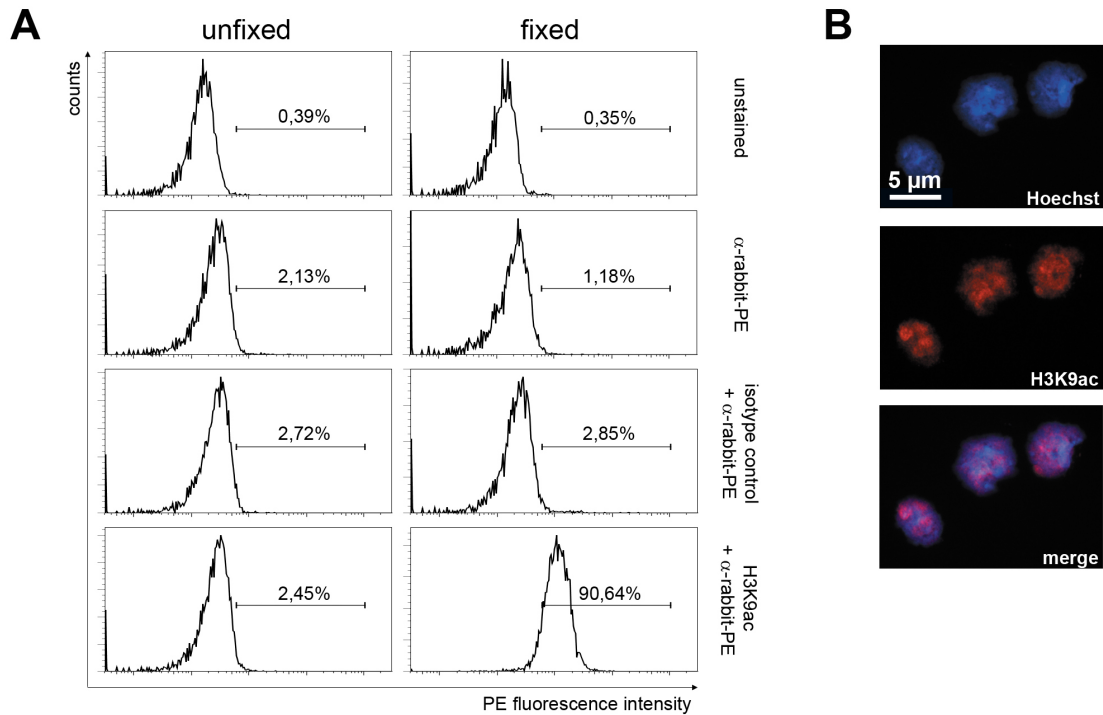 A
B
unfixed
fixed
counts
0,39%
0,35%
unstained
2,13%
1,18%
α-rabbit-PE
2,72%
2,85%
isotype control
+ α-rabbit-PE
2,45%
90,64%
H3K9ac
+ α-rabbit-PE
PE fluorescence intensity
5 µm
Hoechst
H3K9ac
merge